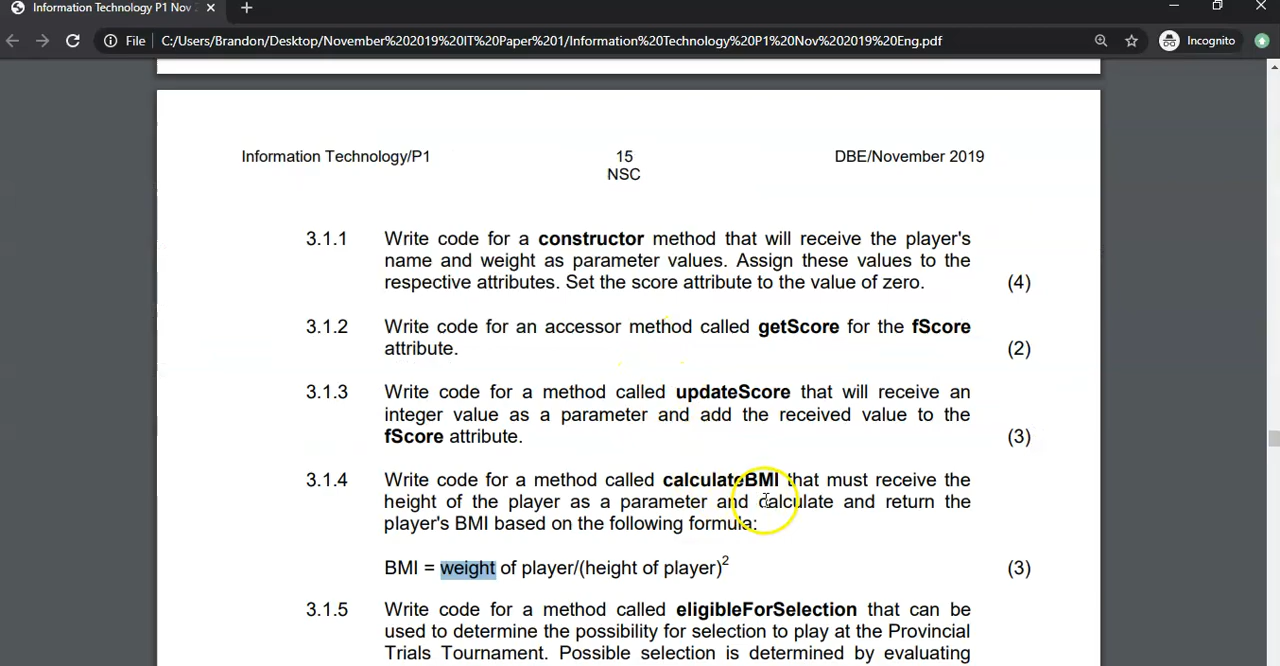 Information Technology P1 Nov
File C:/Users/Brandon/Desktop/November%202019%20IT%20Paper%201/Information%20Technology%20P1%20Nov%202019%20Eng.pdf
Incognito
Information Technology/P1 15 DBE/November 2019
NSC
3.1.1 Write code for a constructor method that will receive the player's
name and weight as parameter values. Assign these values to the
respective attributes. Set the score attribute to the value of zero. (4)
3.1.2 Write code for an accessor method called getScore for the fScore
attribute. (2)
3.1.3 Write code for a method called updateScore that will receive an
integer value as a parameter and add the received value to the
fScore attribute. (3)
3.1.4 Write code for a method called calculateBMI that must receive the
height of the player as a parameter and calculate and return the
player's BMI based on the following formula:
BMI = weight of player/(height of player)² (3)
3.1.5 Write code for a method called eligibleForSelection that can be
used to determine the possibility for selection to play at the Provincial
Trials Tournament. Possible selection is determined by evaluating